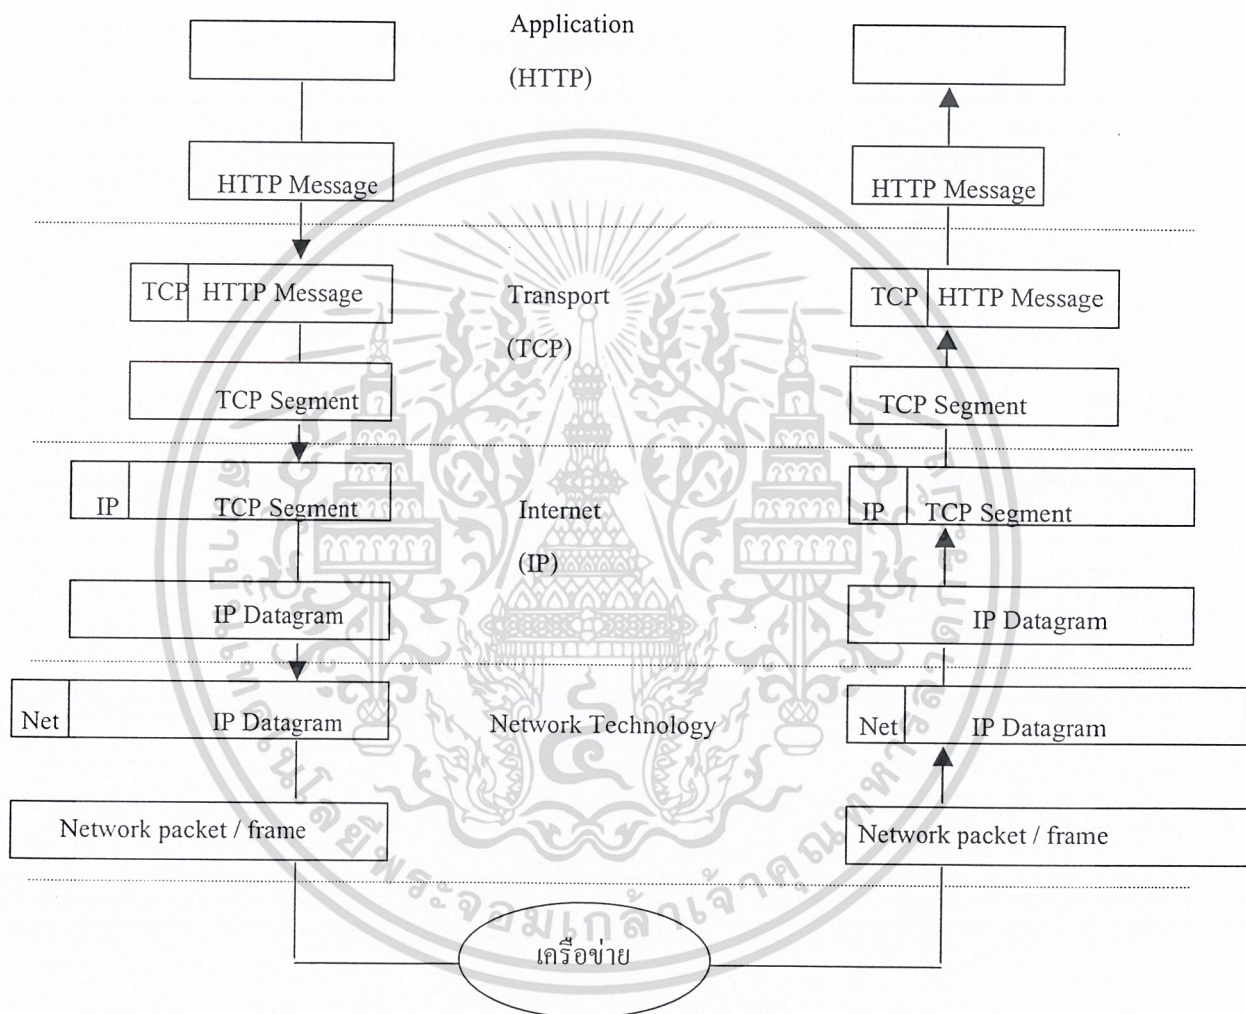 Application
(HTTP)
HTTP Message
HTTP Message
TCP HTTP Message
Transport
(TCP)
TCP HTTP Message
TCP Segment
TCP Segment
IP TCP Segment
Internet
(IP)
IP TCP Segment
IP Datagram
IP Datagram
Net IP Datagram
Network Technology
Net IP Datagram
Network packet / frame
Network packet / frame
เครือข่าย